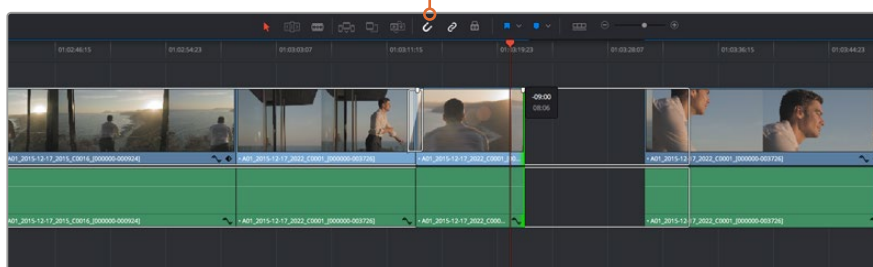 01:02:46:15
01:02:54:23
01:03:03:07
01:03:11:15
01:03:19:23
01:03:28:07
01:03:36:15
01:03:44:23
-09:00
08:06
A01_2015-12-17_2015_C0016_[000000-000924]
• A01_2015-12-17_2022_C0001_[000000-003726]
• A01_2015-12-17_2022_C0001_[00...
• A01_2015-12-17_2022_C0001_[000000-003726]
A01_2015-12-17_2015_C0016_[000000-000924]
• A01_2015-12-17_2022_C0001_[000000-003726]
• A01_2015-12-17_2022_C000...
• A01_2015-12-17_2022_C0001_[000000-003726]